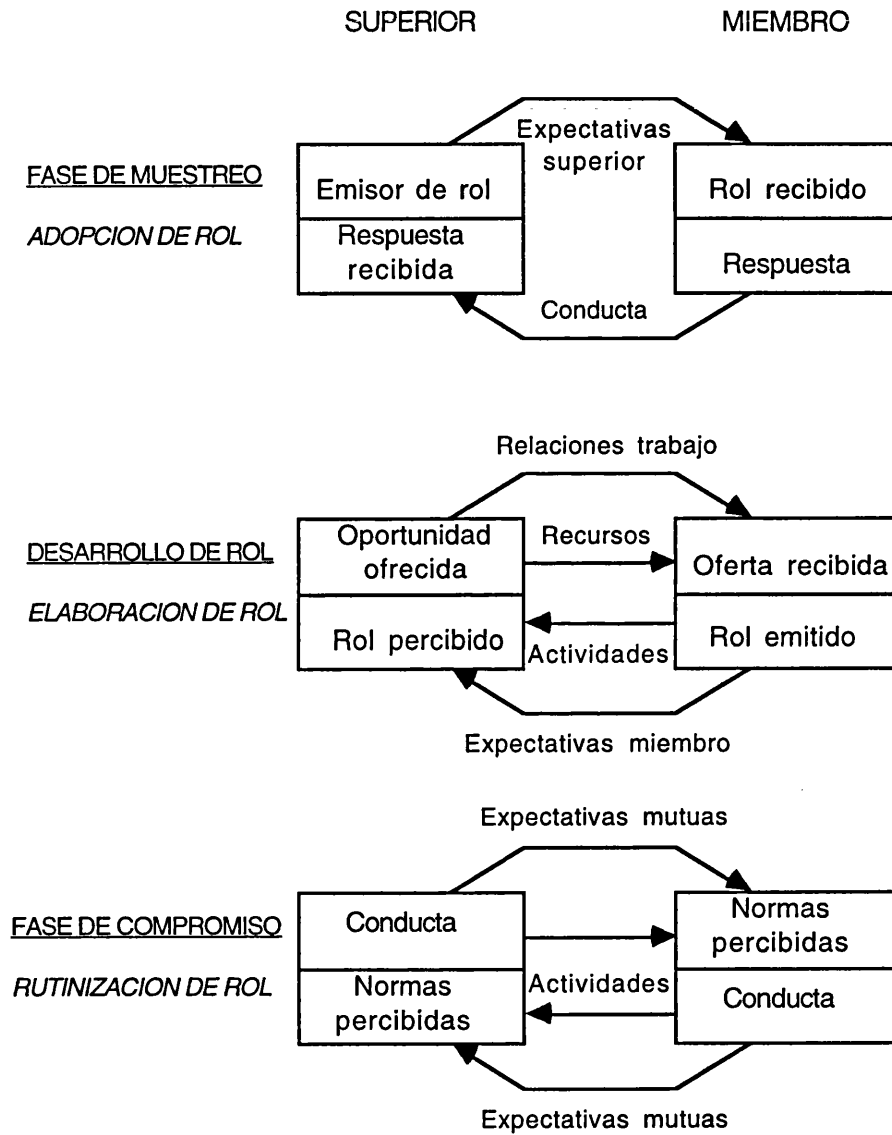 SUPERIOR
MIEMBRO
FASE DE MUESTREO
ADOPCION DE ROL
Expectativas
superior
Emisor de rol
Respuesta
recibida
Rol recibido
Respuesta
Conducta
DESARROLLO DE ROL
ELABORACION DE ROL
Relaciones trabajo
Oportunidad
ofrecida
Rol percibido
Recursos
Actividades
Oferta recibida
Rol emitido
Expectativas miembro
FASE DE COMPROMISO
RUTINIZACION DE ROL
Expectativas mutuas
Conducta
Normas
percibidas
Actividades
Normas
percibidas
Conducta
Expectativas mutuas